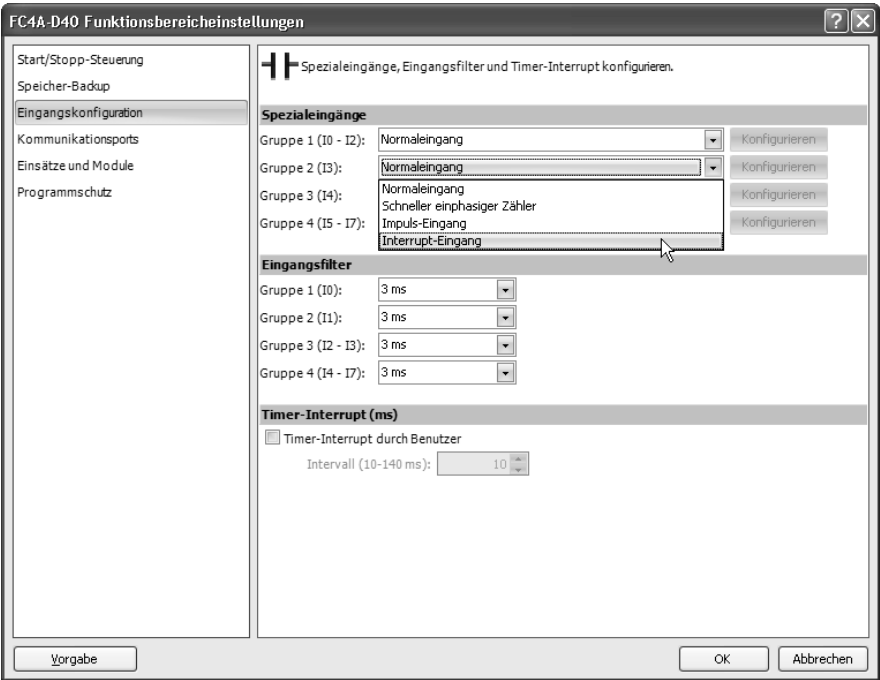 FC4A-D40 Funktionsbereicheinstellungen
Start/Stopp-Steuerung
Speicher-Backup
Eingangskonfiguration
Kommunikationsports
Einsätze und Module
Programmschutz
Spezialeingänge, Eingangsfilter und Timer-Interrupt konfigurieren.
Spezialeingänge
Gruppe 1 (I0 - I2): Normaleingang Konfigurieren
Gruppe 2 (I3): Normaleingang Konfigurieren
Gruppe 3 (I4): Konfigurieren
Gruppe 4 (I5 - I7): Konfigurieren
Normaleingang
Schneller einphasiger Zähler
Impuls-Eingang
Interrupt-Eingang
Eingangsfilter
Gruppe 1 (I0): 3 ms
Gruppe 2 (I1): 3 ms
Gruppe 3 (I2 - I3): 3 ms
Gruppe 4 (I4 - I7): 3 ms
Timer-Interrupt (ms)
Timer-Interrupt durch Benutzer
Intervall (10-140 ms): 10
Vorgabe OK Abbrechen